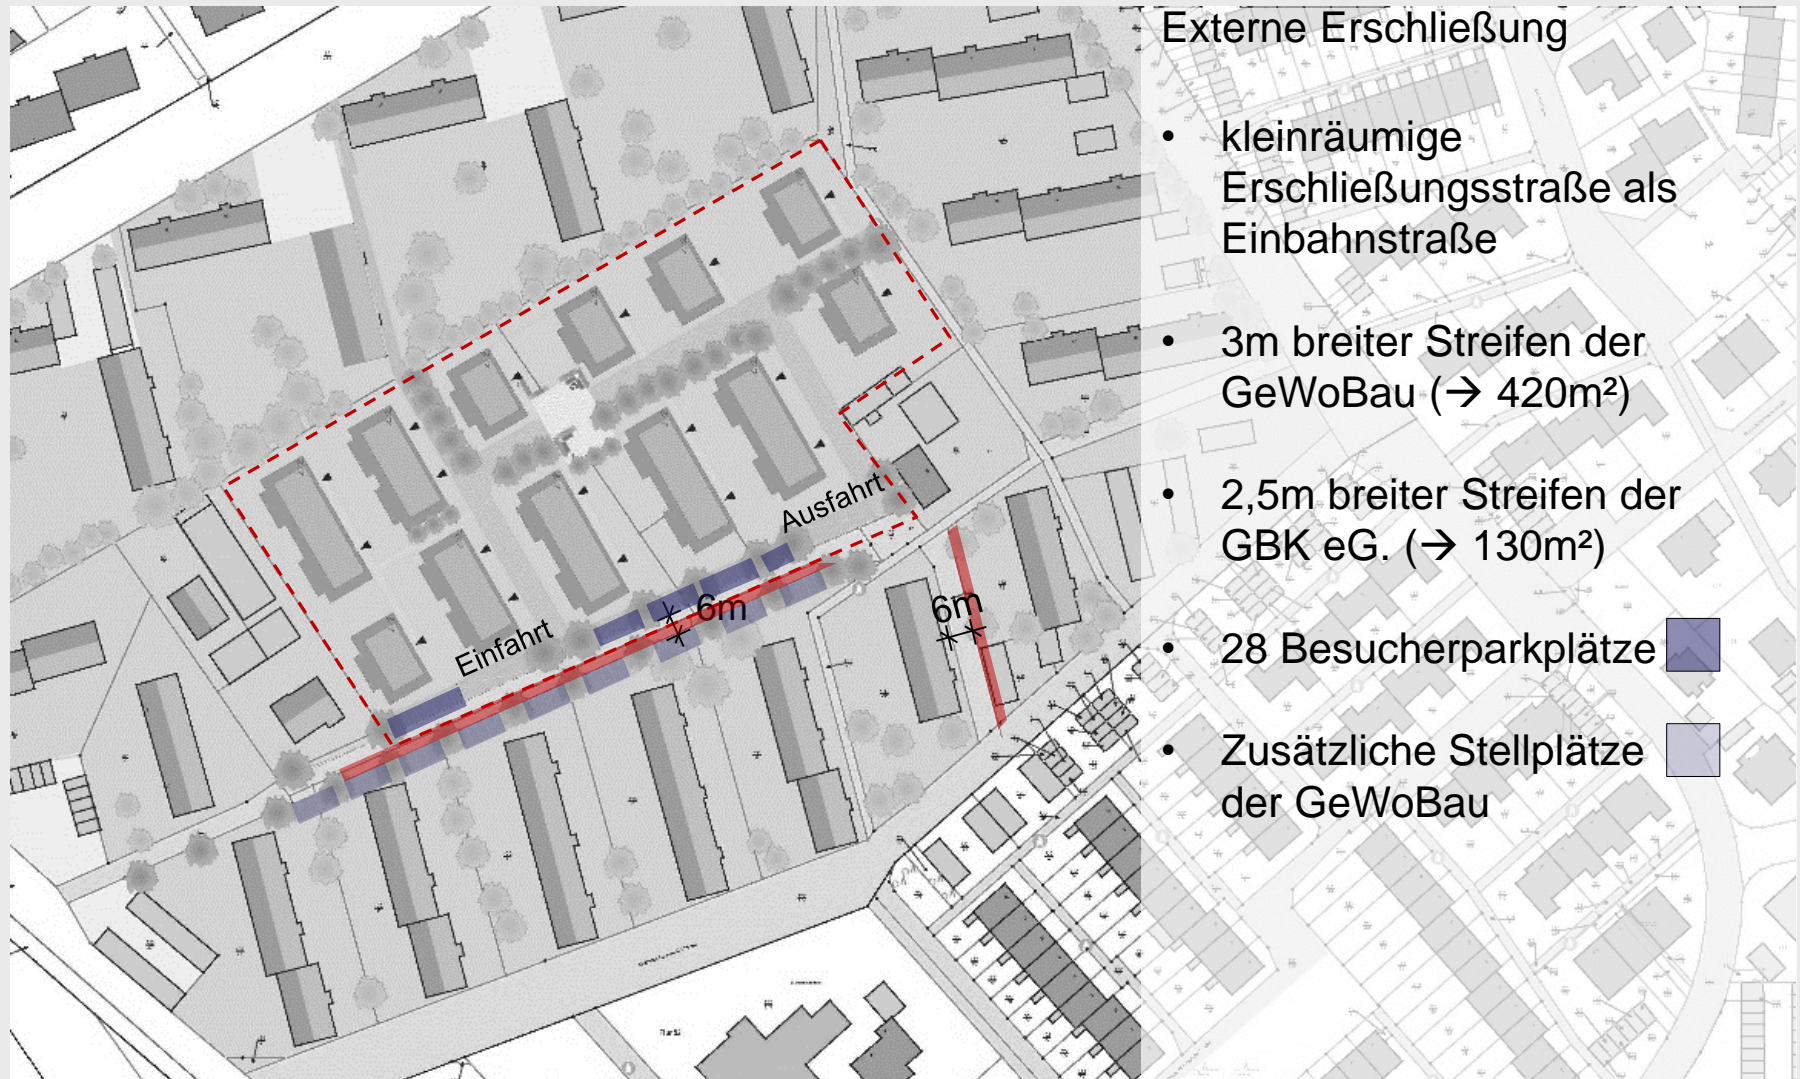 Externe Erschließung
• kleinräumige
Erschließungsstraße als
Einbahnstraße
• 3m breiter Streifen der
GeWoBau (→ 420m²)
• 2,5m breiter Streifen der
GBK eG. (→ 130m²)
• 28 Besucherparkplätze
• Zusätzliche Stellplätze
der GeWoBau
Ausfahrt
Einfahrt
6m
6m